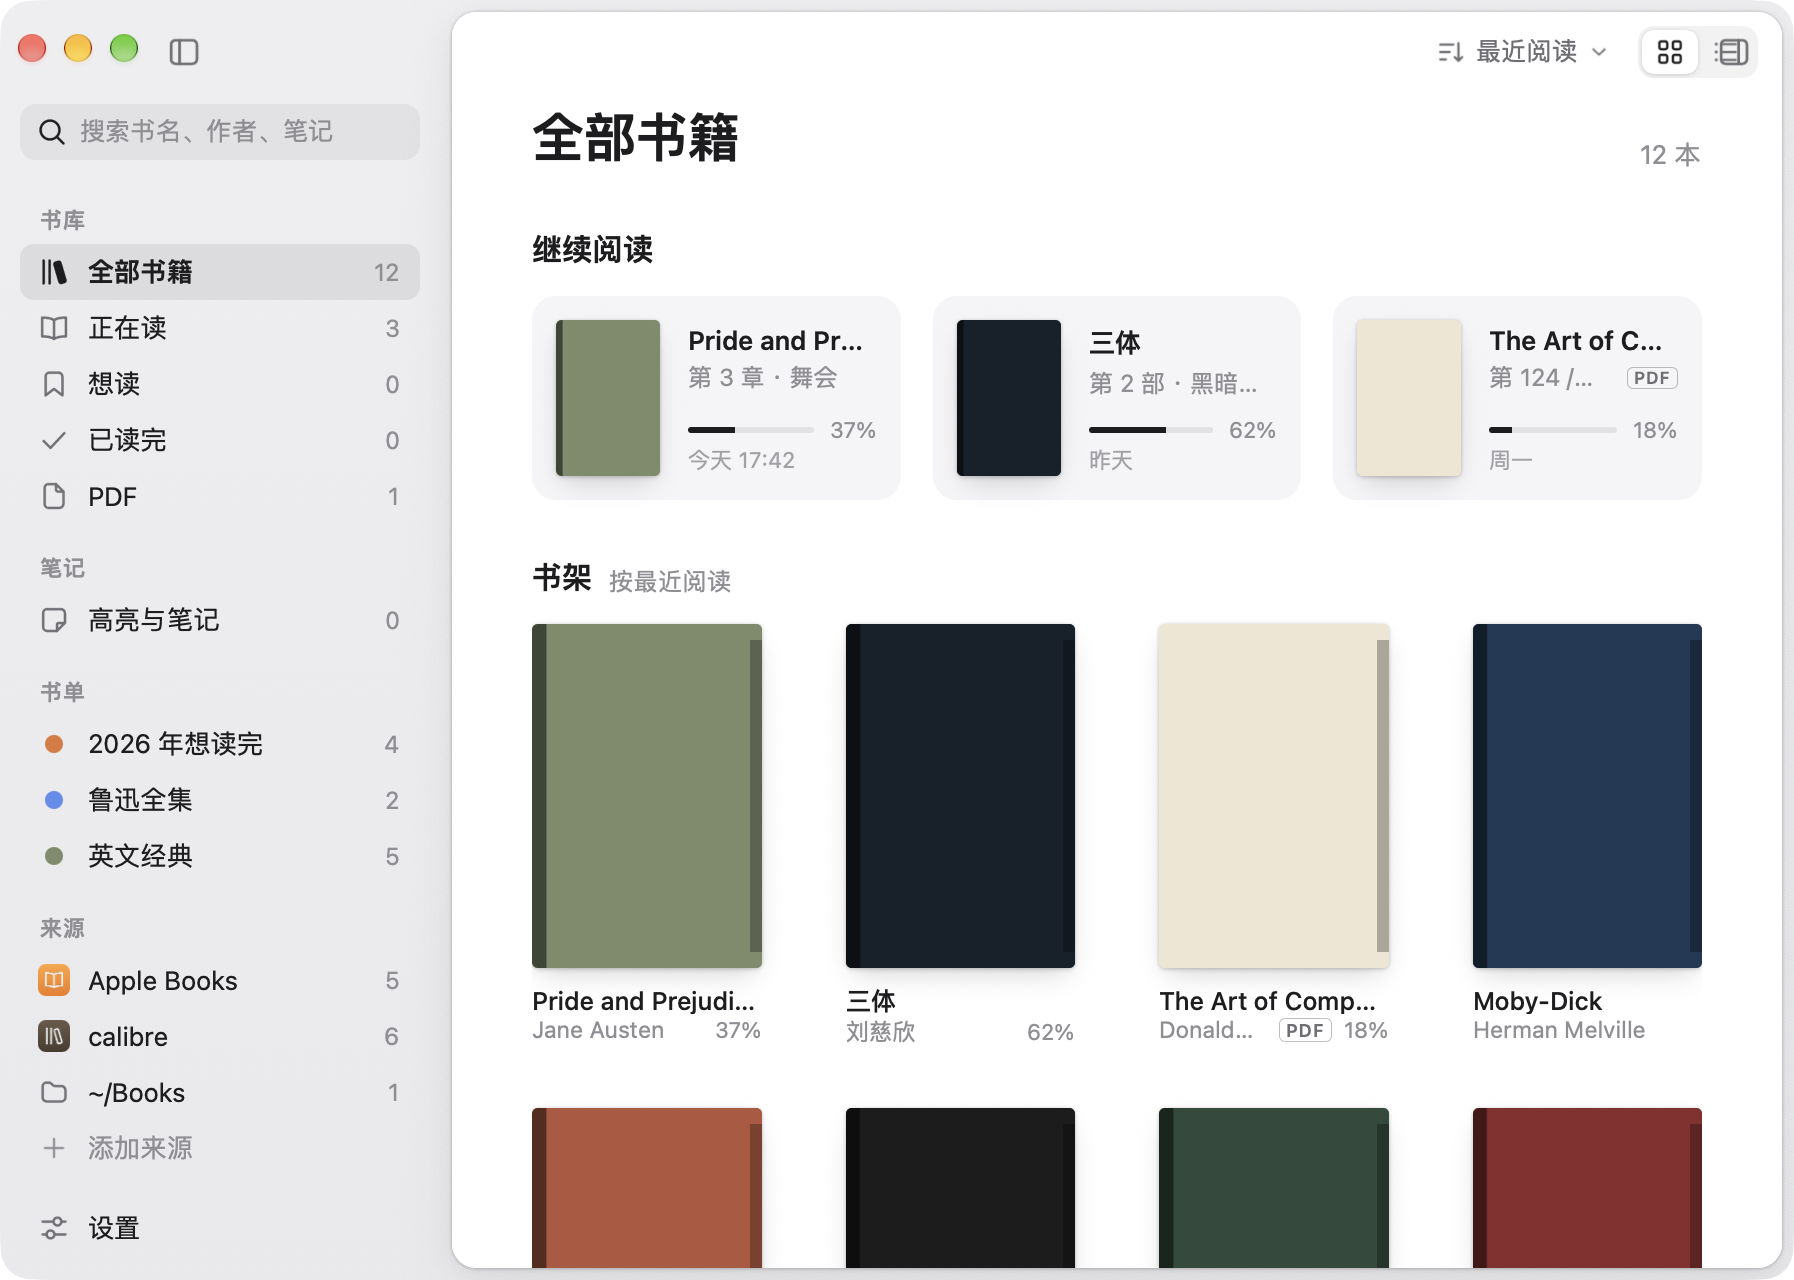 搜索书名、作者、笔记
书库
全部书籍 12
正在读 3
想读 0
已读完 0
PDF 1
笔记
高亮与笔记 0
书单
2026 年想读完 4
鲁迅全集 2
英文经典 5
来源
Apple Books 5
calibre 6
~/Books 1
添加来源
设置
最近阅读
全部书籍
12 本
继续阅读
Pride and Pr...
第 3 章 · 舞会
37%
今天 17:42
三体
第 2 部 · 黑暗...
62%
昨天
The Art of C...
第 124 /... PDF
18%
周一
书架 按最近阅读
Pride and Prejudi...
Jane Austen 37%
三体
刘慈欣 62%
The Art of Comp...
Donald... PDF 18%
Moby-Dick
Herman Melville